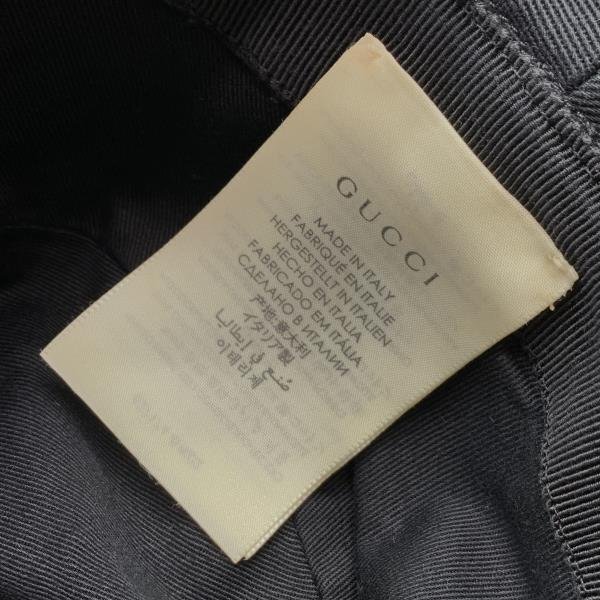 GUCCI
MADE IN ITALY
FABRIQUÉ EN ITALIE
HERGESTELLT IN ITALIEN
HECHO EN ITALIA
FABRICADO EM ITÁLIA
СДЕЛАНО В ИТАЛИИ
产地:意大利
イタリア製
صُنع في إيطاليا
이태리제